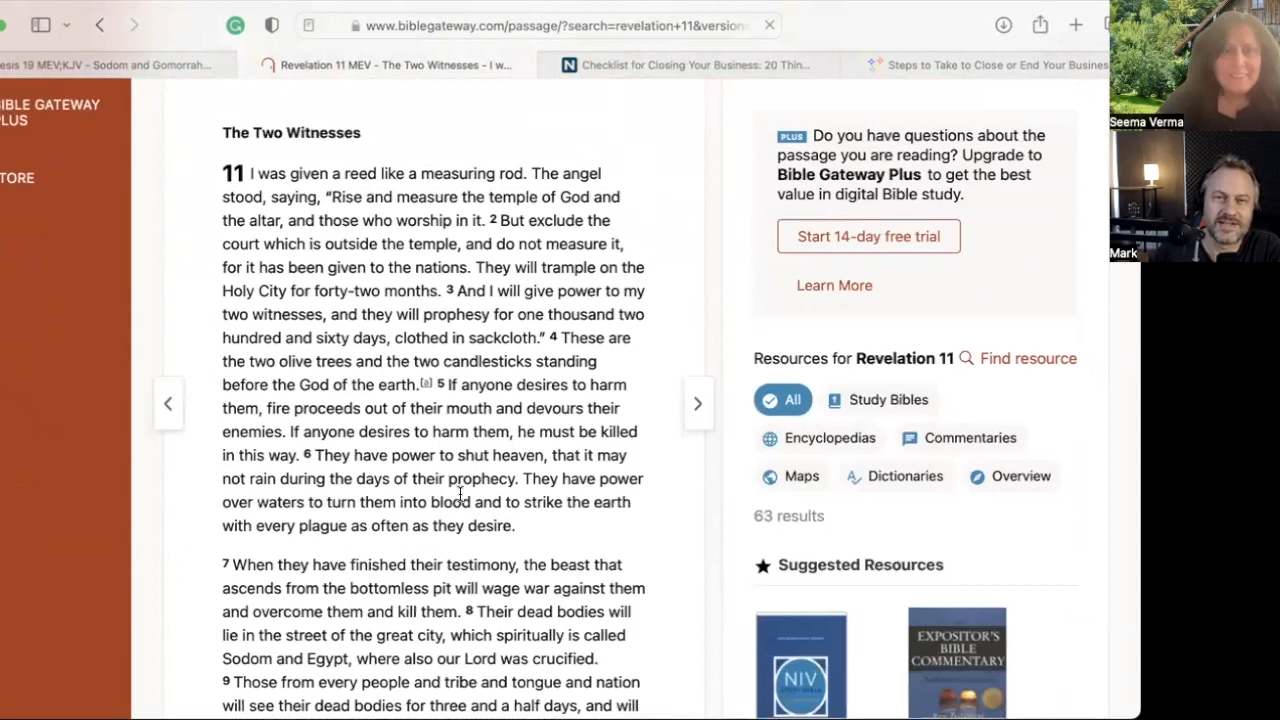 www.biblegateway.com/passage/?search=revelation+11&version
esis 19 MEV;KJV - Sodom and Gomorrah...
Revelation 11 MEV - The Two Witnesses - I w...
N
Checklist for Closing Your Business: 20 Thin...
Steps to Take to Close or End Your Busines
IBLE GATEWAY
PLUS
TORE
The Two Witnesses
11 I was given a reed like a measuring rod. The angel
stood, saying, “Rise and measure the temple of God and
the altar, and those who worship in it. 2 But exclude the
court which is outside the temple, and do not measure it,
for it has been given to the nations. They will trample on the
Holy City for forty-two months. 3 And I will give power to my
two witnesses, and they will prophesy for one thousand two
hundred and sixty days, clothed in sackcloth.” 4 These are
the two olive trees and the two candlesticks standing
before the God of the earth.[a] 5 If anyone desires to harm
them, fire proceeds out of their mouth and devours their
enemies. If anyone desires to harm them, he must be killed
in this way. 6 They have power to shut heaven, that it may
not rain during the days of their prophecy. They have power
over waters to turn them into blood and to strike the earth
with every plague as often as they desire.
7 When they have finished their testimony, the beast that
ascends from the bottomless pit will wage war against them
and overcome them and kill them. 8 Their dead bodies will
lie in the street of the great city, which spiritually is called
Sodom and Egypt, where also our Lord was crucified.
9 Those from every people and tribe and tongue and nation
will see their dead bodies for three and a half days, and will
PLUS Do you have questions about the
passage you are reading? Upgrade to
Bible Gateway Plus to get the best
value in digital Bible study.
Start 14-day free trial
Learn More
Resources for Revelation 11 Find resource
All Study Bibles
Encyclopedias Commentaries
Maps Dictionaries Overview
63 results
Suggested Resources
NIV
EXPOSITOR'S
BIBLE
COMMENTARY
Seema Verma
Mark